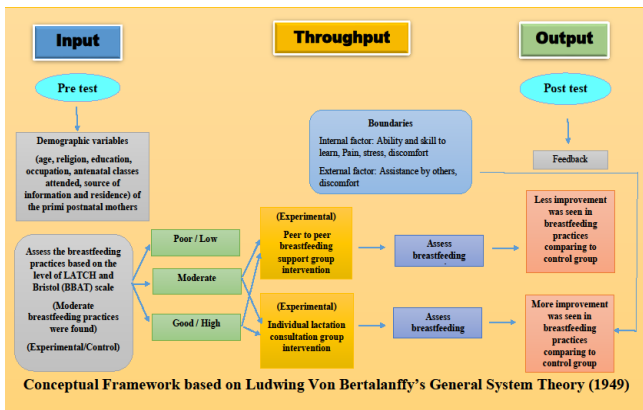 Input
Throughput
Output
Pre test
Post test
Demographic variables
(age, religion, education,
occupation, antenatal classes
attended, source of
information and residence) of
the primi postnatal mothers
Boundaries
Internal factor: Ability and skill to
learn, Pain, stress, discomfort
External factor: Assistance by others,
discomfort
Feedback
Assess the breastfeeding
practices based on the
level of LATCH and
Bristol (BBAT) scale
(Moderate
breastfeeding practices
were found)
(Experimental/Control)
Poor / Low
Moderate
Good / High
(Experimental)
Peer to peer
breastfeeding
support group
intervention
Assess
breastfeeding
Less improvement
was seen in
breastfeeding
practices
comparing to
control group
(Experimental)
Individual lactation
consultation group
intervention
Assess
breastfeeding
More improvement
was seen in
breastfeeding
practices
comparing to
control group
Conceptual Framework based on Ludwing Von Bertalanffy's General System Theory (1949)